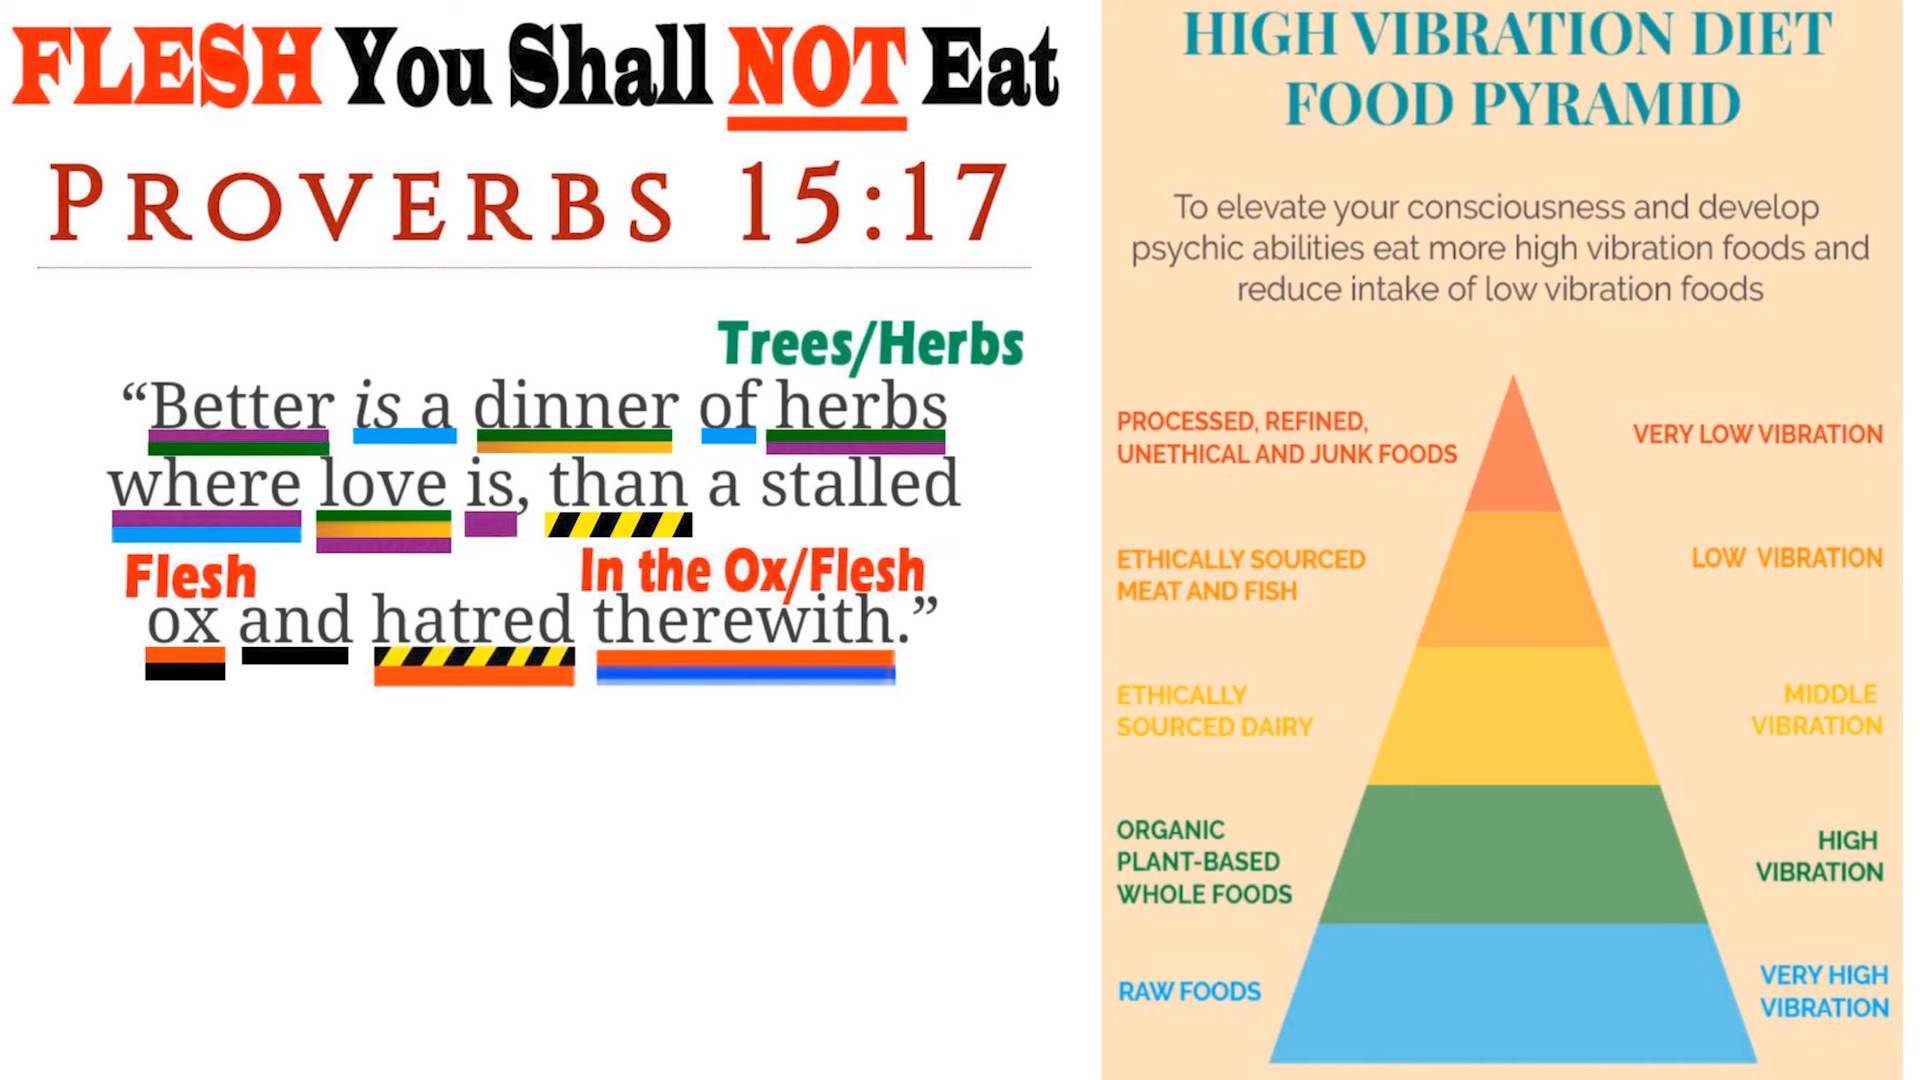 FLESH You Shall NOT Eat
PROVERBS 15:17
Trees/Herbs
“Better is a dinner of herbs
where love is, than a stalled
Flesh
In the Ox/Flesh
ox and hatred therewith.”
HIGH VIBRATION DIET
FOOD PYRAMID
To elevate your consciousness and develop
psychic abilities eat more high vibration foods and
reduce intake of low vibration foods
PROCESSED, REFINED,
UNETHICAL AND JUNK FOODS
VERY LOW VIBRATION
ETHICALLY SOURCED
MEAT AND FISH
LOW VIBRATION
ETHICALLY
SOURCED DAIRY
MIDDLE
VIBRATION
ORGANIC
PLANT-BASED
WHOLE FOODS
HIGH
VIBRATION
RAW FOODS
VERY HIGH
VIBRATION